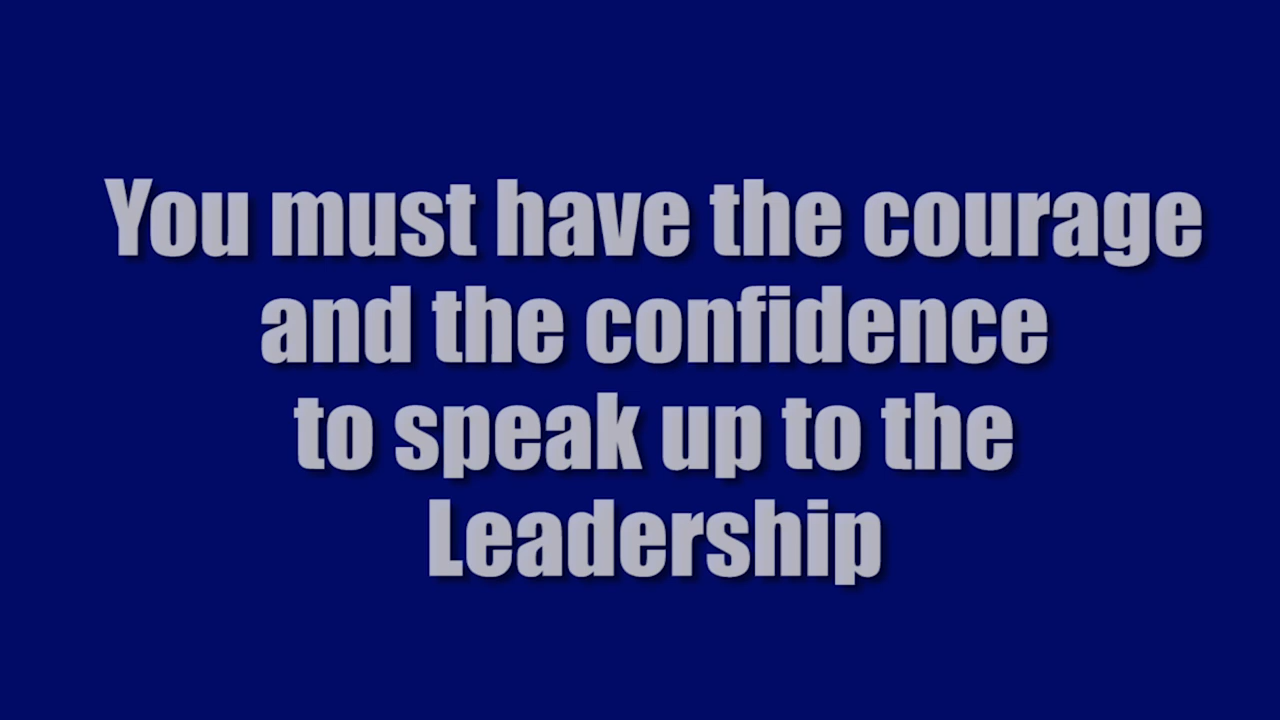 You must have the courage
and the confidence
to speak up to the
Leadership